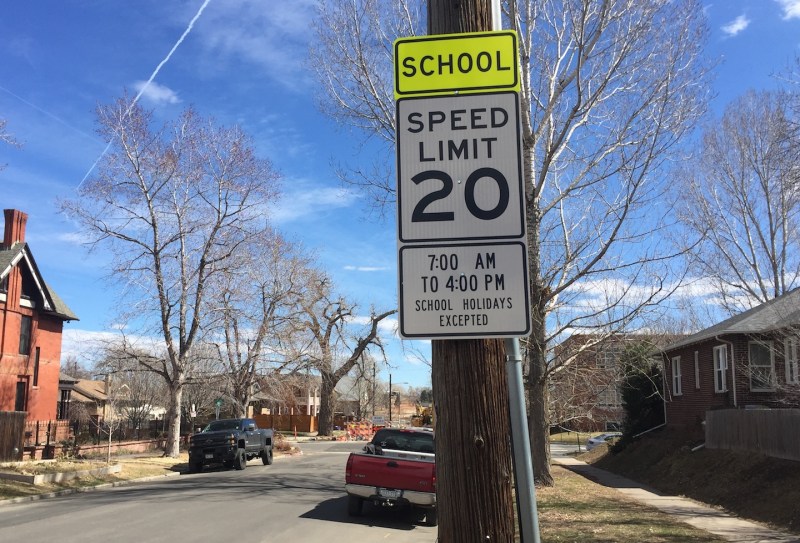 SCHOOL
SPEED
LIMIT
20
7:00 AM
TO 4:00 PM
SCHOOL HOLIDAYS
EXCEPTED